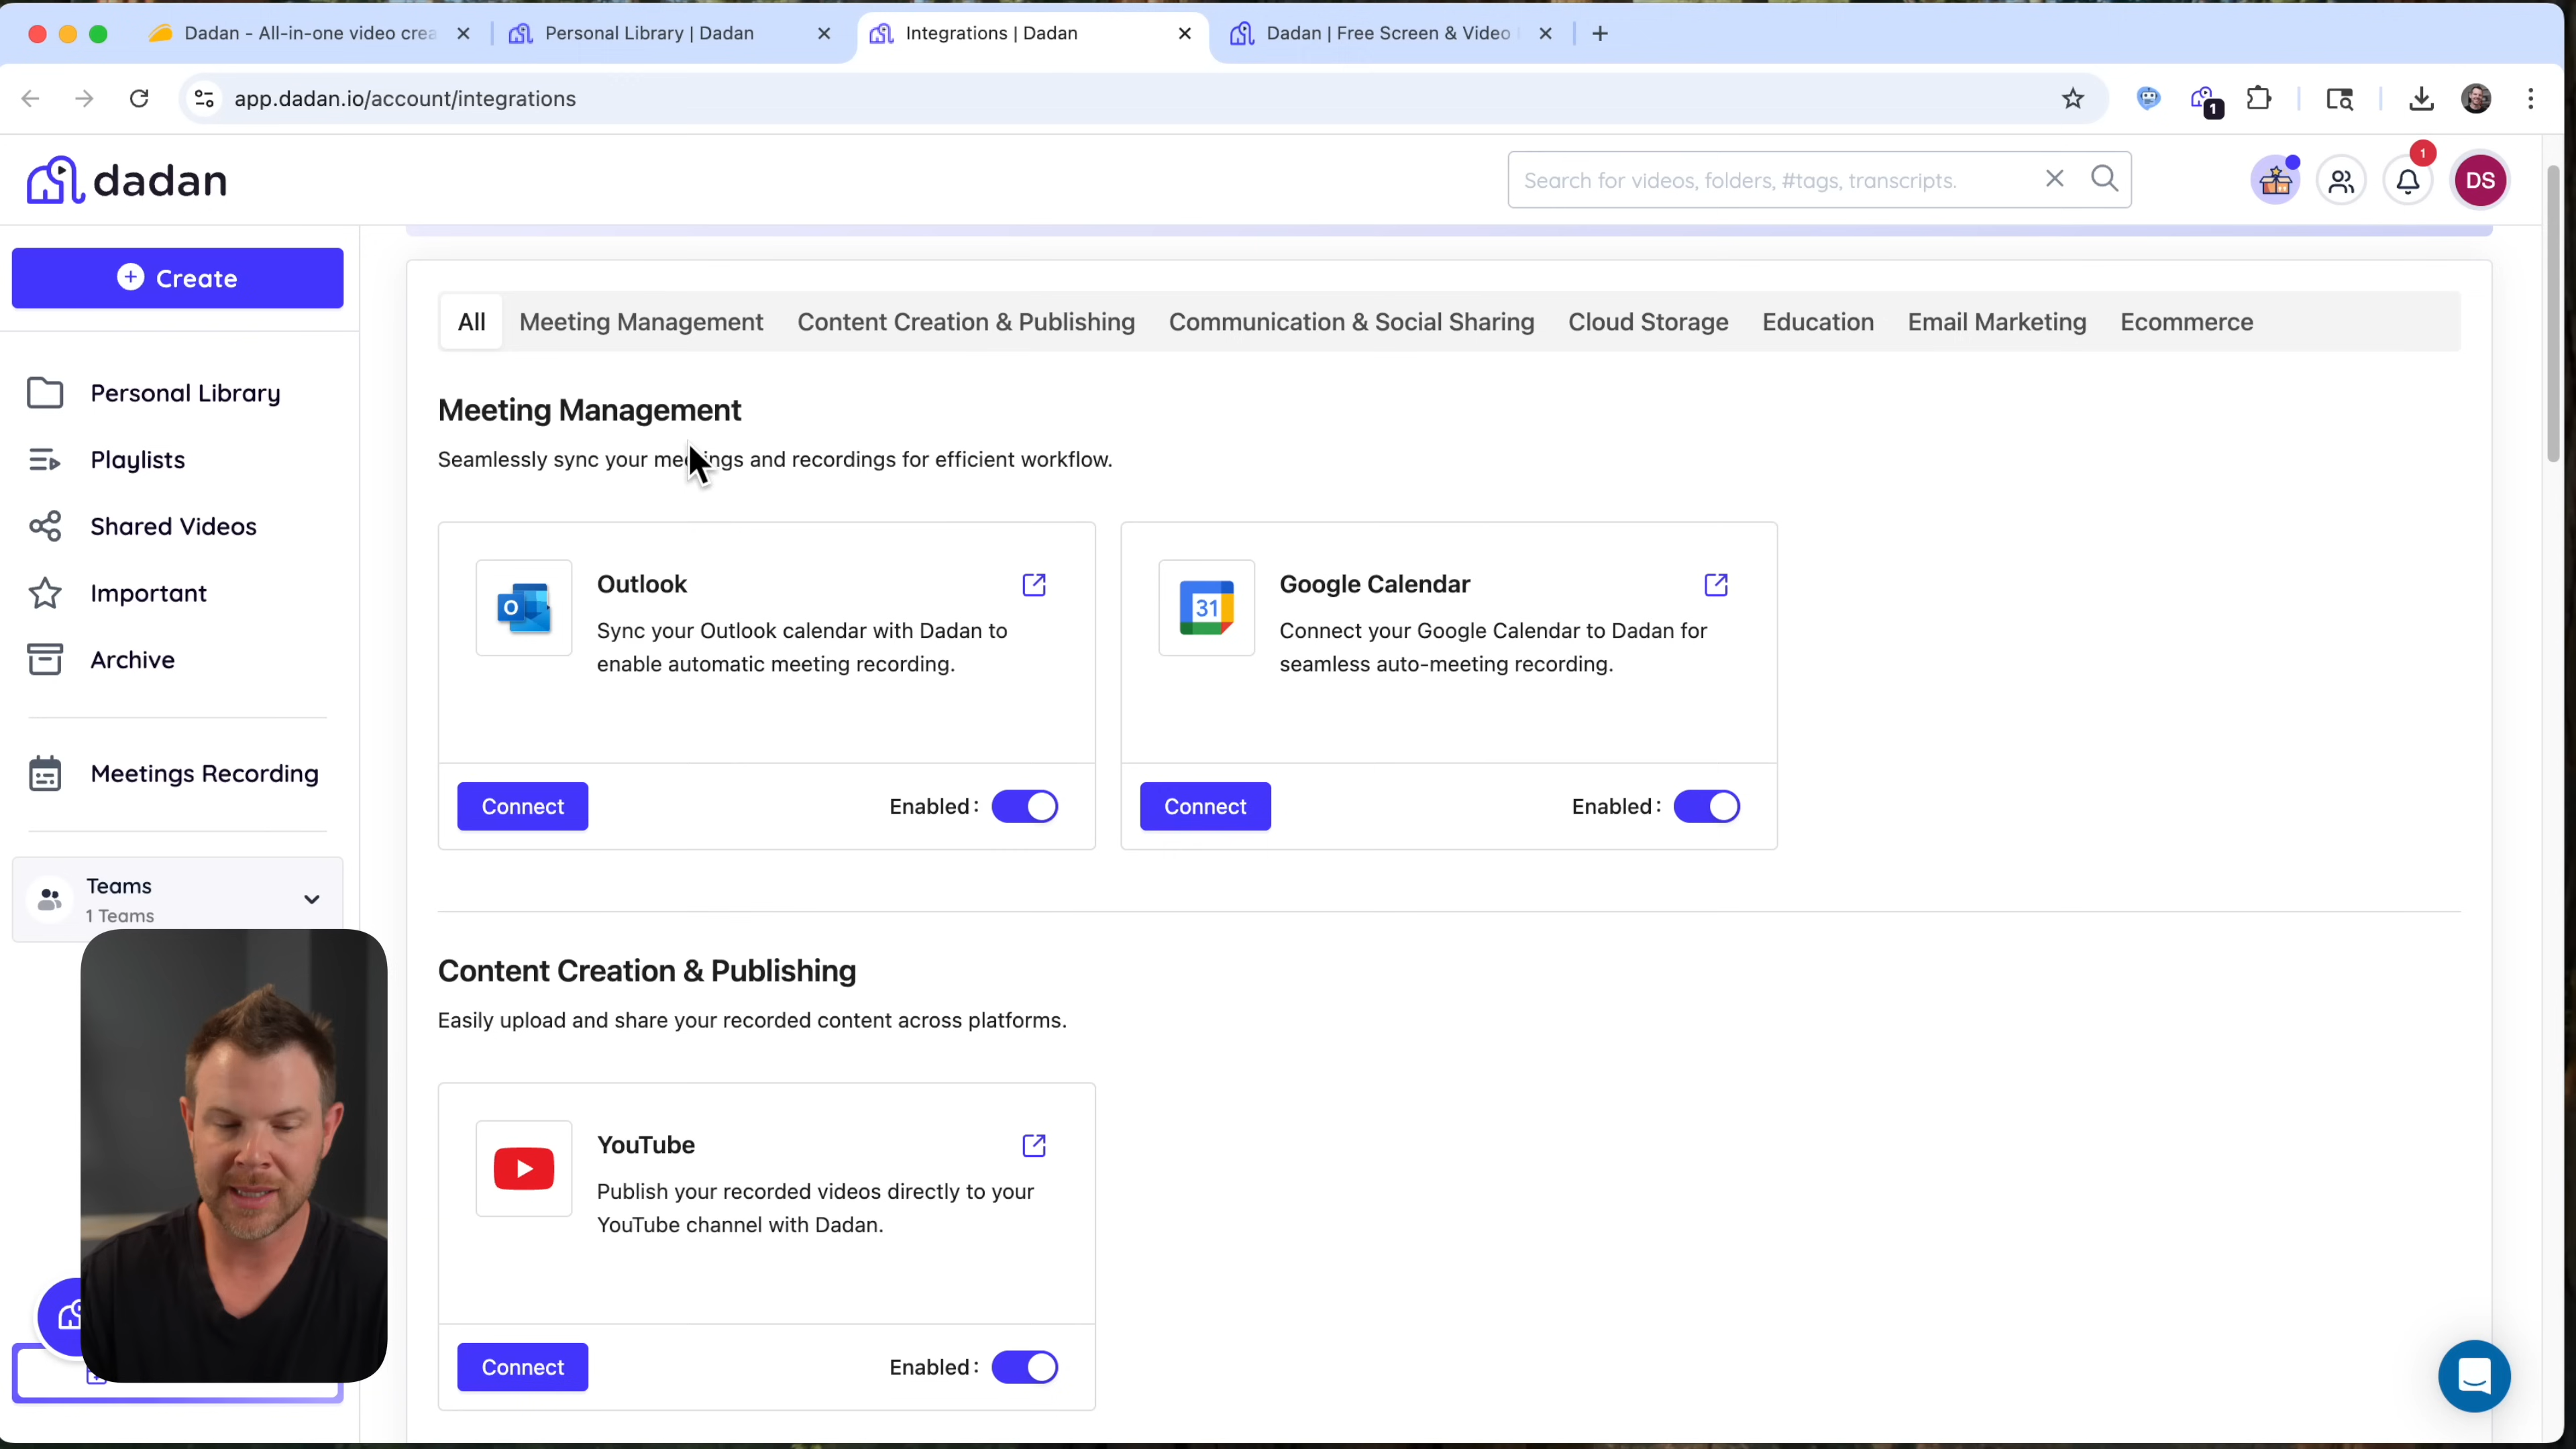 Dadan - All-in-one video crea
Personal Library | Dadan
Integrations | Dadan
Dadan | Free Screen & Video
app.dadan.io/account/integrations
1
dadan
Search for videos, folders, #tags, transcripts.
1
DS
Create
Personal Library
Playlists
Shared Videos
Important
Archive
Meetings Recording
Teams
1 Teams
All
Meeting Management
Content Creation & Publishing
Communication & Social Sharing
Cloud Storage
Education
Email Marketing
Ecommerce
Meeting Management
Seamlessly sync your meetings and recordings for efficient workflow.
Outlook
Sync your Outlook calendar with Dadan to
enable automatic meeting recording.
Connect
Enabled:
31
Google Calendar
Connect your Google Calendar to Dadan for
seamless auto-meeting recording.
Connect
Enabled:
Content Creation & Publishing
Easily upload and share your recorded content across platforms.
YouTube
Publish your recorded videos directly to your
YouTube channel with Dadan.
Connect
Enabled: